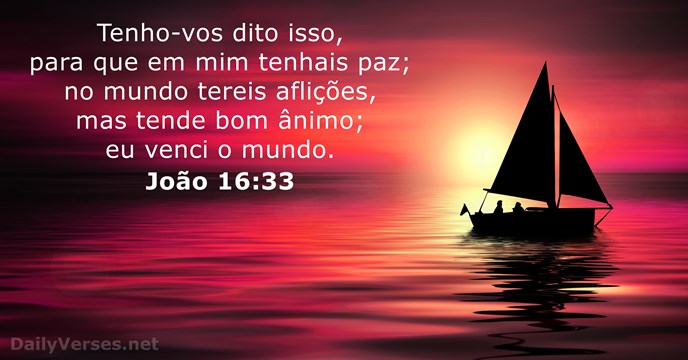 Tenho-vos dito isso,
para que em mim tenhais paz;
no mundo tereis aflições,
mas tende bom ânimo;
eu venci o mundo.
João 16:33
DailyVerses.net